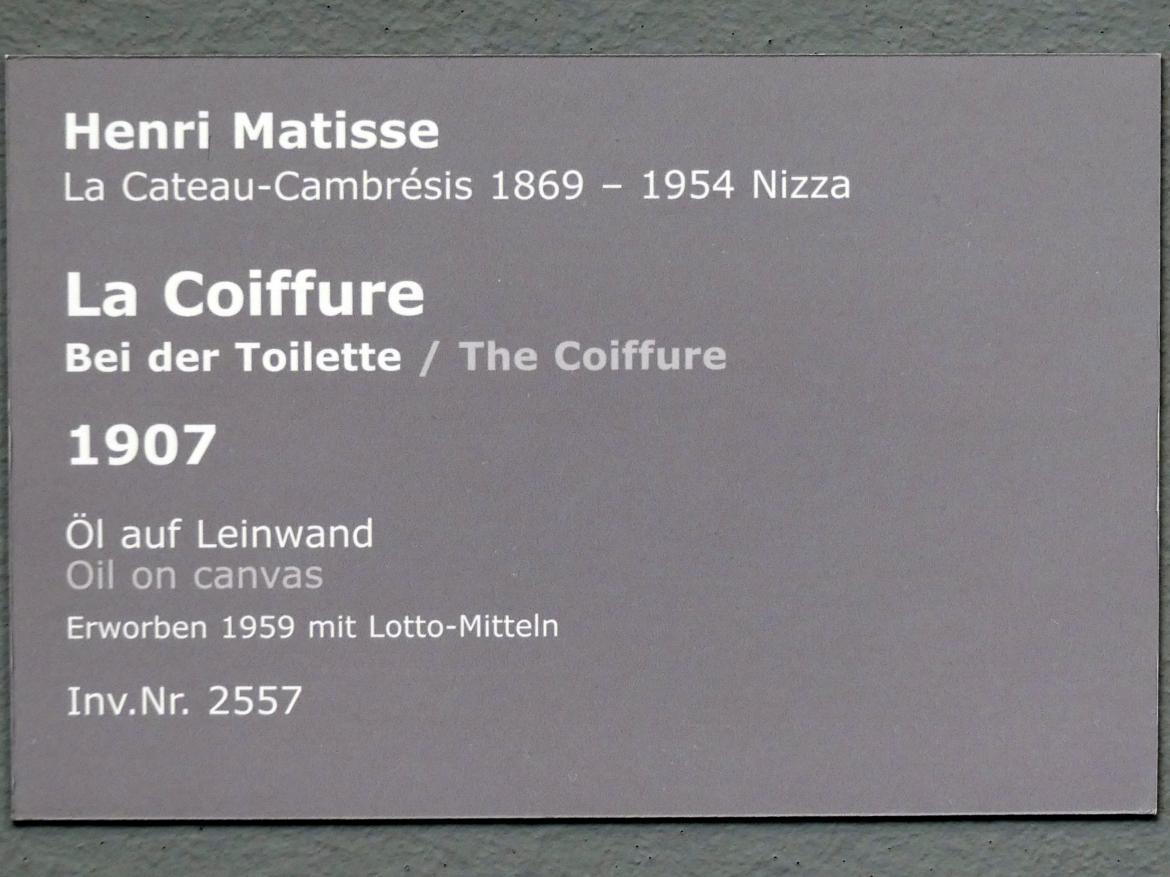 Henri Matisse
La Cateau-Cambrésis 1869 – 1954 Nizza
La Coiffure
Bei der Toilette / The Coiffure
1907
Öl auf Leinwand
Oil on canvas
Erworben 1959 mit Lotto-Mitteln
Inv.Nr. 2557